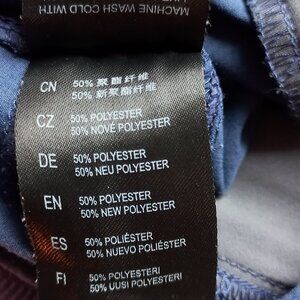 MACHINE WASH COLD WITH
CN 50% 聚酯纤维
50% 新聚酯纤维
CZ 50% POLYESTER
50% NOVÉ POLYESTER
DE 50% POLYESTER
50% NEU POLYESTER
EN 50% POLYESTER
50% NEW POLYESTER
ES 50% POLIÉSTER
50% NUEVO POLIÉSTER
FI 50% POLYESTERI
50% UUSI POLYESTERI